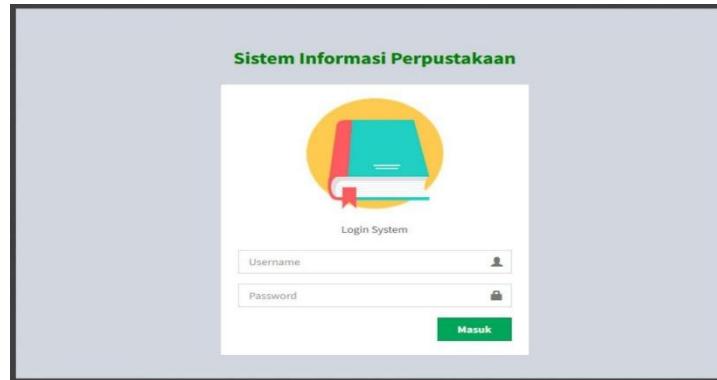 Sistem Informasi Perpustakaan
Login System
Username
Password
Masuk